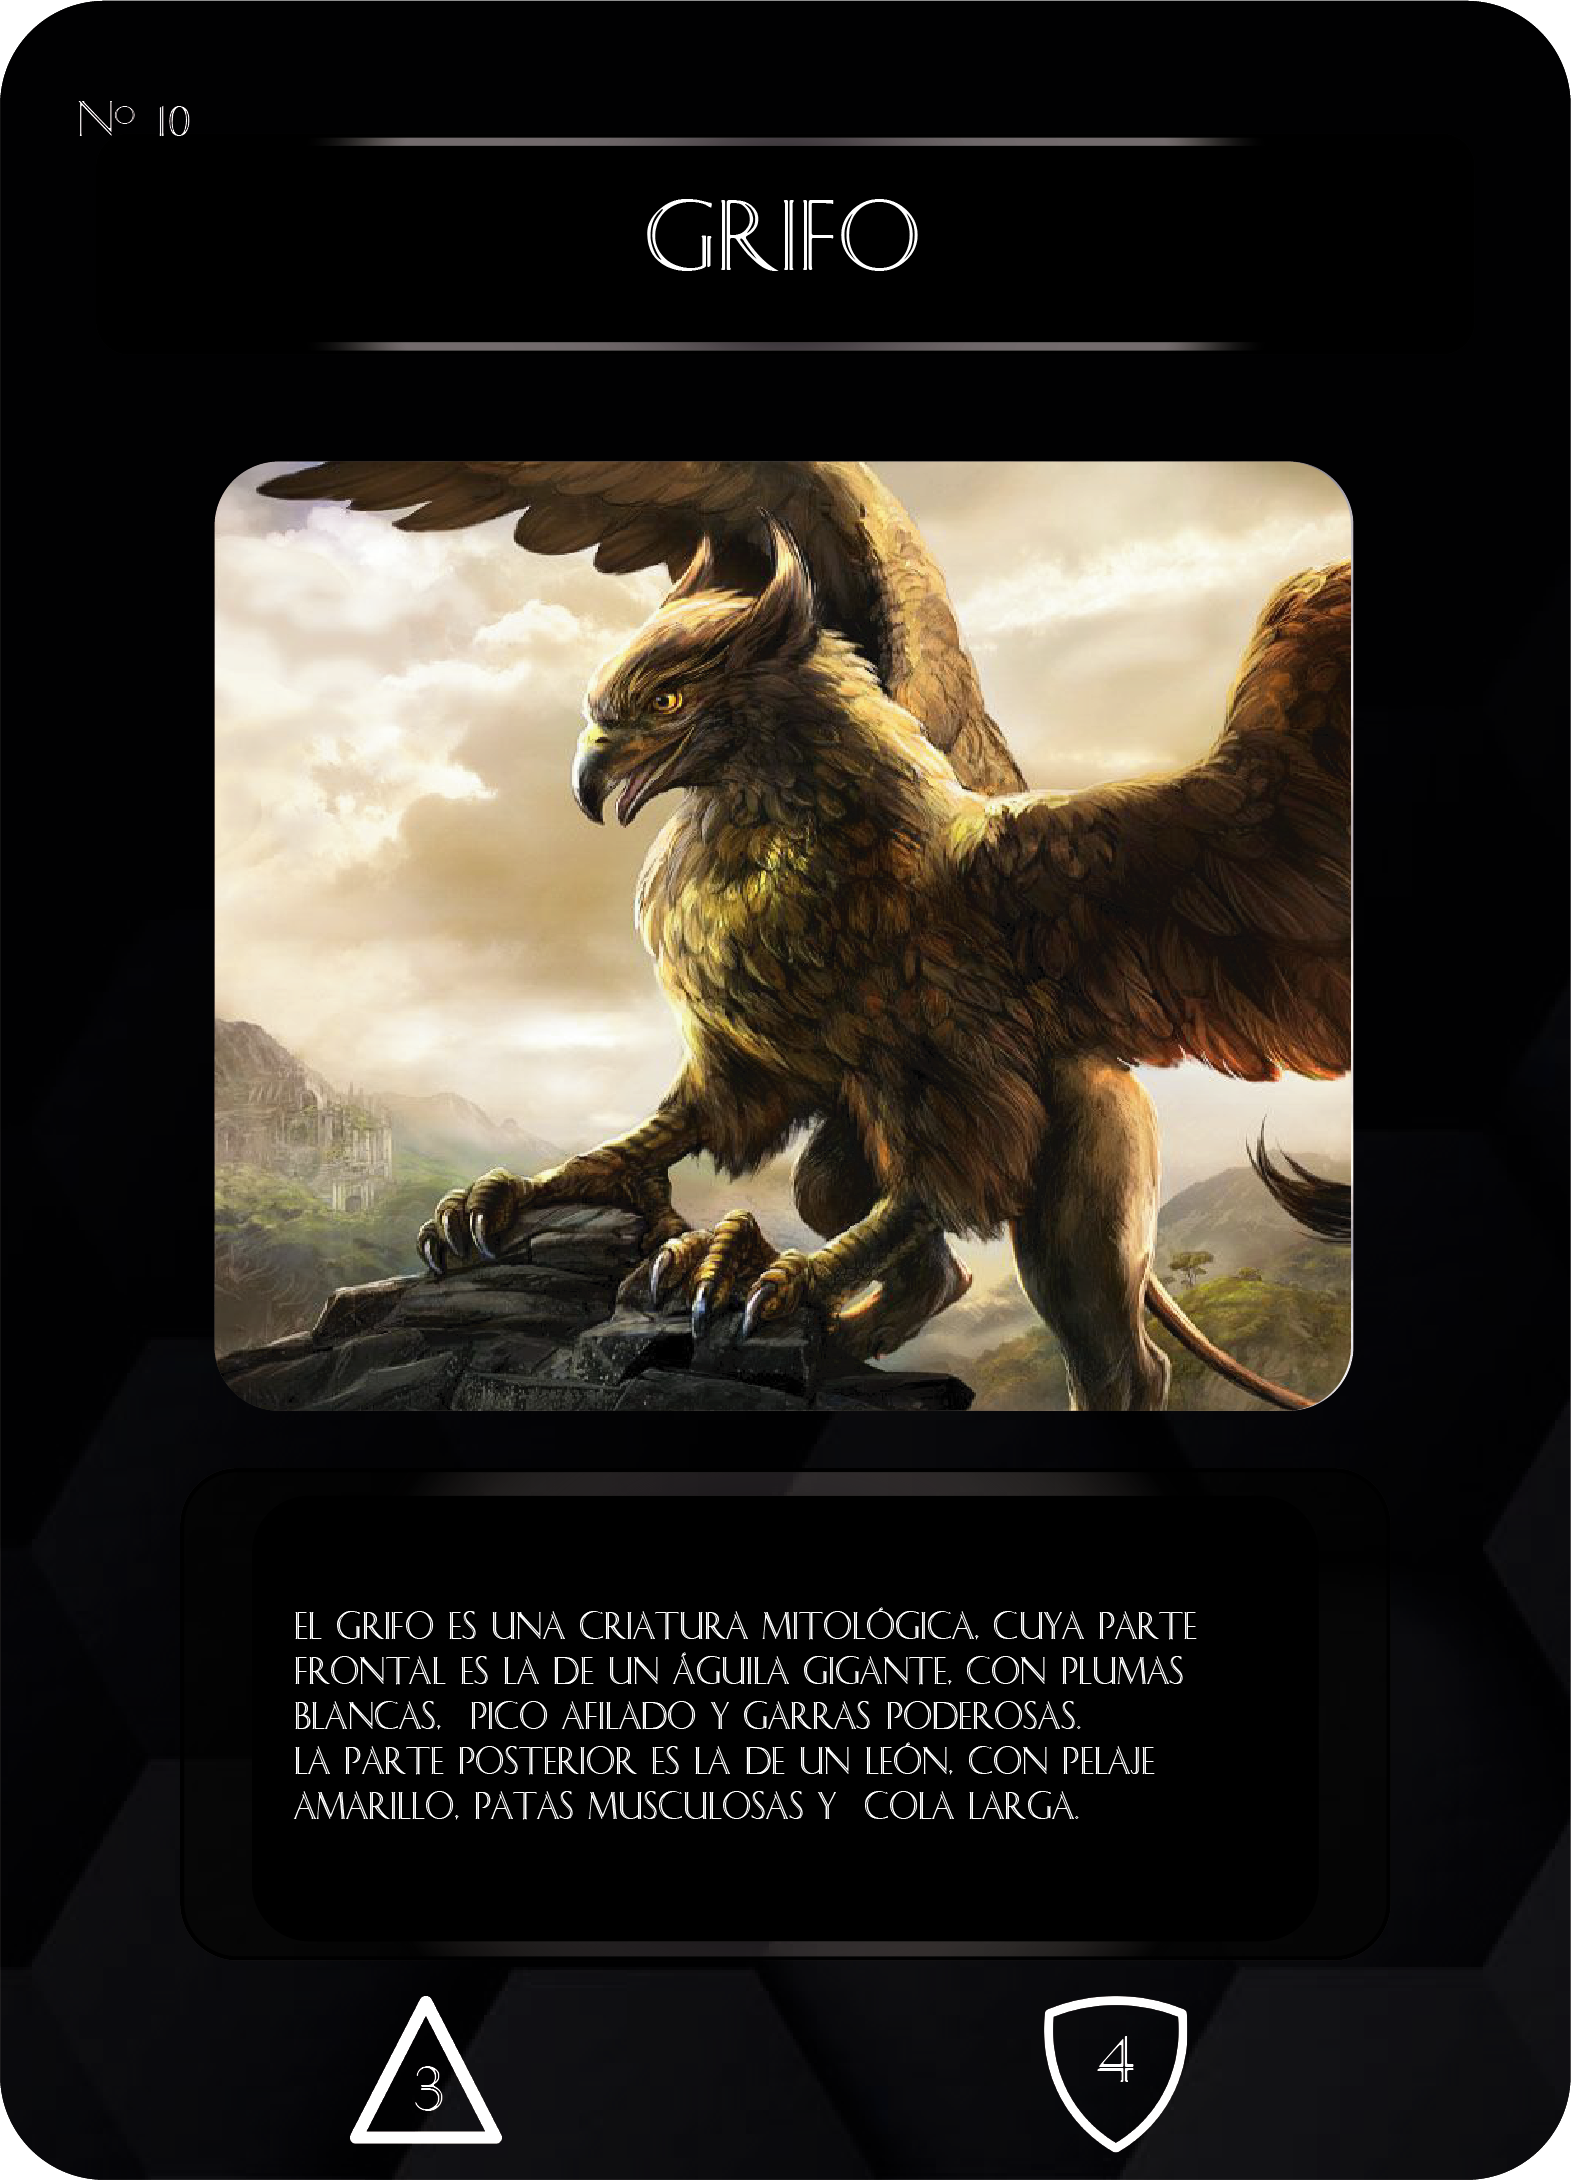 Nº 10
GRIFO
EL GRIFO ES UNA CRIATURA MITOLÓGICA, CUYA PARTE
FRONTAL ES LA DE UN ÁGUILA GIGANTE, CON PLUMAS
BLANCAS,  PICO AFILADO Y GARRAS PODEROSAS.
LA PARTE POSTERIOR ES LA DE UN LEÓN, CON PELAJE
AMARILLO, PATAS MUSCULOSAS Y  COLA LARGA.
3
4